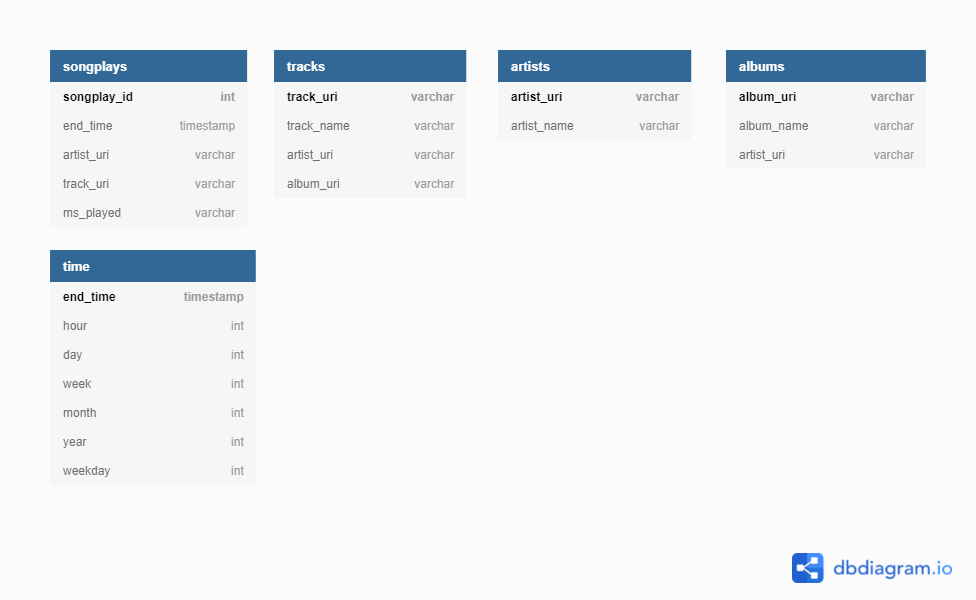 songplays
songplay_id int
end_time timestamp
artist_uri varchar
track_uri varchar
ms_played varchar
tracks
track_uri varchar
track_name varchar
artist_uri varchar
album_uri varchar
artists
artist_uri varchar
artist_name varchar
albums
album_uri varchar
album_name varchar
artist_uri varchar
time
end_time timestamp
hour int
day int
week int
month int
year int
weekday int
dbdiagram.io